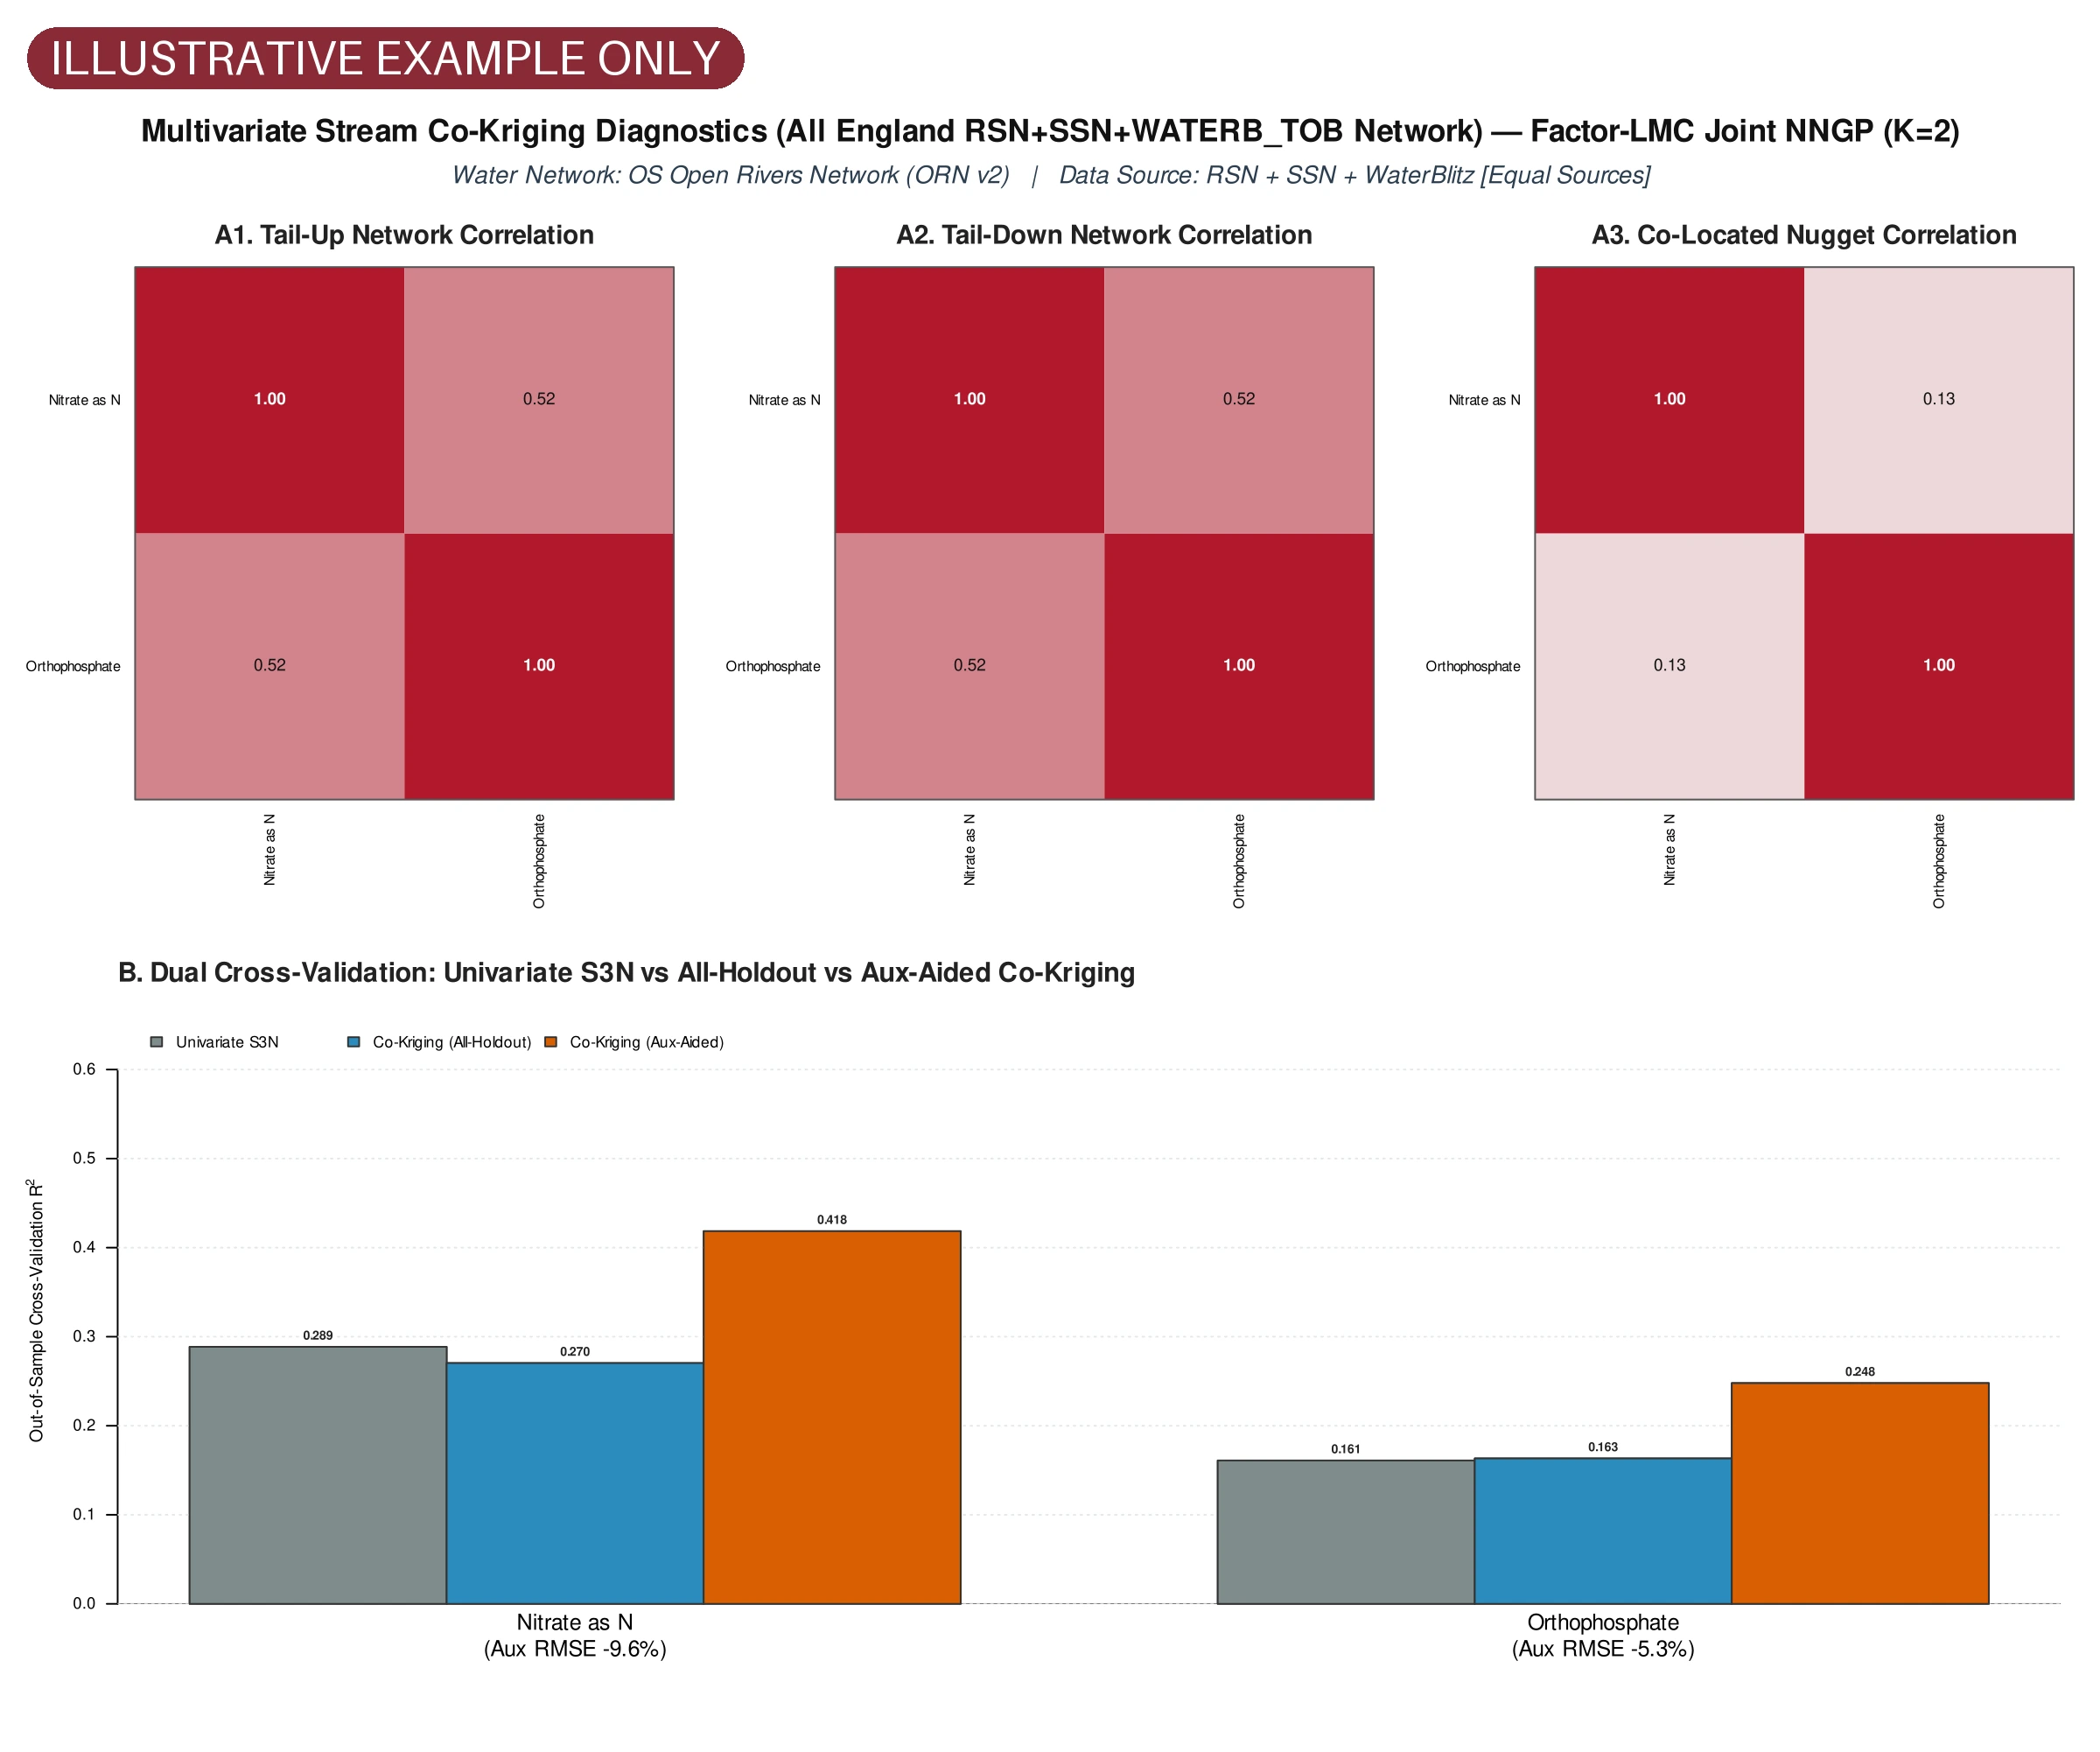 ILLUSTRATIVE EXAMPLE ONLY
Multivariate Stream Co-Kriging Diagnostics (All England RSN+SSN+WATERB_TOB Network) — Factor-LMC Joint NNGP (K=2)
Water Network: OS Open Rivers Network (ORN v2) | Data Source: RSN + SSN + WaterBlitz [Equal Sources]
A1. Tail-Up Network Correlation
Nitrate as N
1.00
0.52
Orthophosphate
0.52
1.00
Nitrate as N
Orthophosphate
A2. Tail-Down Network Correlation
Nitrate as N
1.00
0.52
Orthophosphate
0.52
1.00
Nitrate as N
Orthophosphate
A3. Co-Located Nugget Correlation
Nitrate as N
1.00
0.13
Orthophosphate
0.13
1.00
Nitrate as N
Orthophosphate
B. Dual Cross-Validation: Univariate S3N vs All-Holdout vs Aux-Aided Co-Kriging
Univariate S3N
Co-Kriging (All-Holdout)
Co-Kriging (Aux-Aided)
Out-of-Sample Cross-Validation R²
0.6
0.5
0.4
0.3
0.2
0.1
0.0
0.289
0.270
0.418
0.161
0.163
0.248
Nitrate as N
(Aux RMSE -9.6%)
Orthophosphate
(Aux RMSE -5.3%)